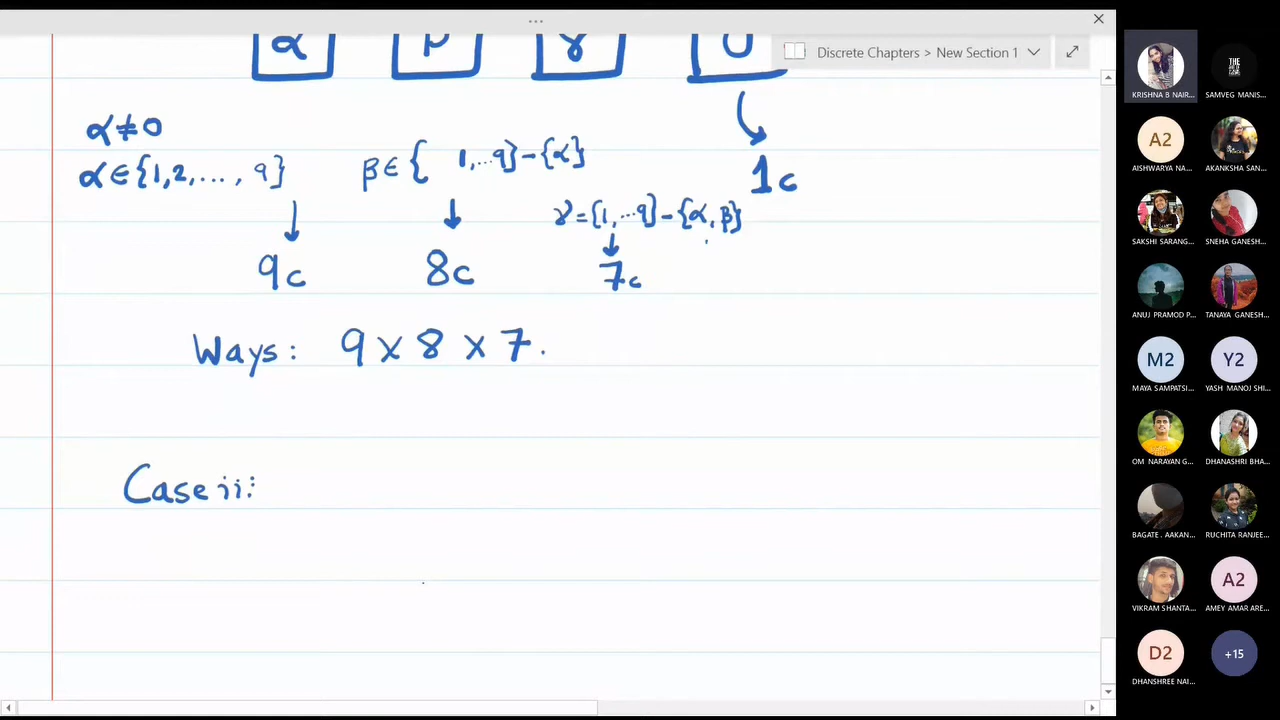 Discrete Chapters > New Section 1
α β γ 0
α≠0
α∈{1,2,..., 9}
β∈{ 1,...9}-{α}
1c
γ={1,...9}-{α,β}
9c
8c
7c
Ways: 9×8×7.
Case ii:
KRISHNA B NAIR...
SAMVEG MANIS...
THE
A2
AISHWARYA NA...
AKANKSHA SAN...
SAKSHI SARANG...
SNEHA GANESH...
ANUJ PRAMOD P...
TANAYA GANESH...
M2
MAYA SAMPATSI...
Y2
YASH MANOJ SHI...
OM NARAYAN G...
DHANASHRI BHA...
BAGATE . AAKAN...
RUCHITA RANJEE...
VIKRAM SHANTA...
A2
AMEY AMAR ARE...
D2
DHANSHREE NAI...
+15